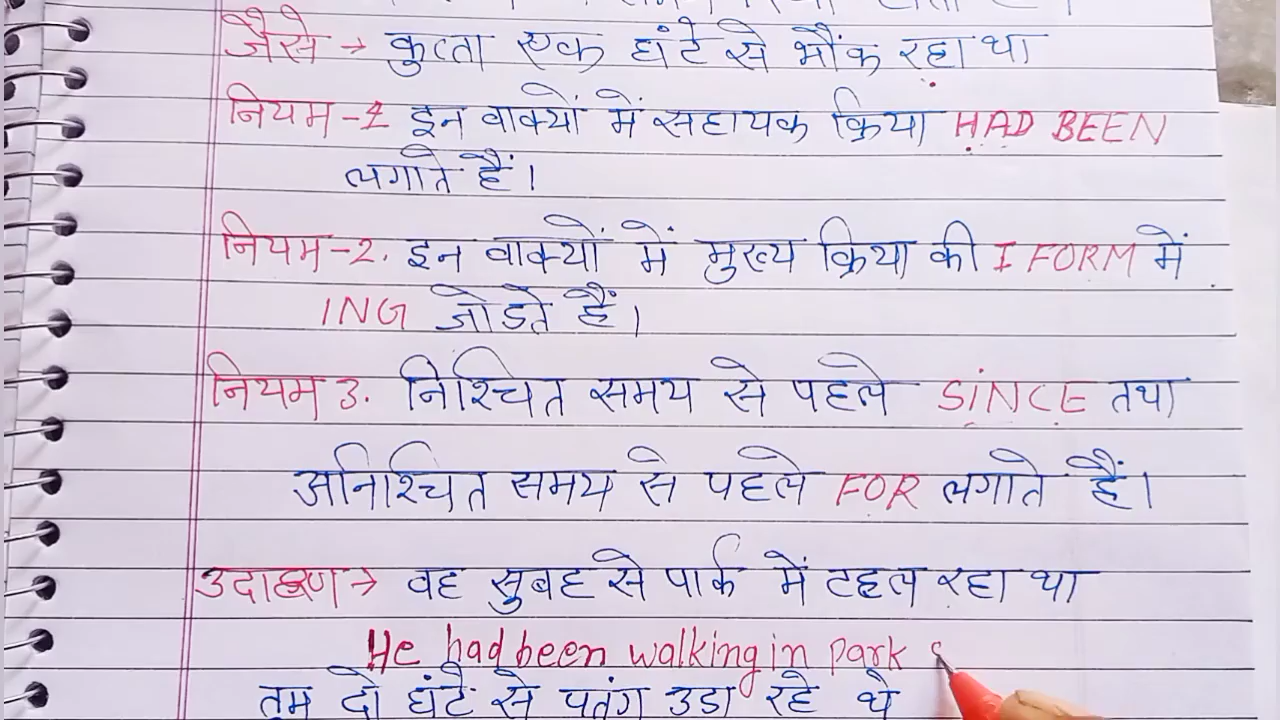 जैसे → कुत्ता एक घंटे से भौंक रहा था
नियम-1 इन वाक्यों में सहायक क्रिया HAD BEEN
लगाते हैं।
नियम-2. इन वाक्यों में मुख्य क्रिया की I FORM में
ING जोडते हैं।
नियम 3. निश्चित समय से पहले SINCE तथा
अनिश्चित समय से पहले FOR लगाते हैं।
उदाहरण → वह सुबह से पार्क में टहल रहा था
He had been walking in park
तुम दो घंटे से पतंग उडा रहे थे